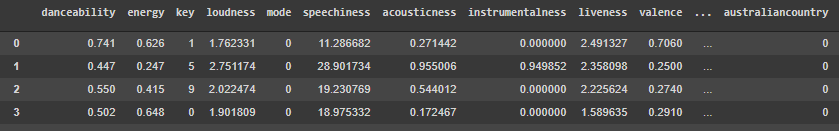 danceability energy key loudness mode speechiness acousticness instrumentalness liveness valence ... australiancountry
0 0.741 0.626 1 1.762331 0 11.286682 0.271442 0.000000 2.491327 0.7060 ... 0
1 0.447 0.247 5 2.751174 0 28.901734 0.955006 0.949852 2.358098 0.2500 ... 0
2 0.550 0.415 9 2.022474 0 19.230769 0.544012 0.000000 2.225624 0.2740 ... 0
3 0.502 0.648 0 1.901809 0 18.975332 0.172467 0.000000 1.589635 0.2910 ... 0